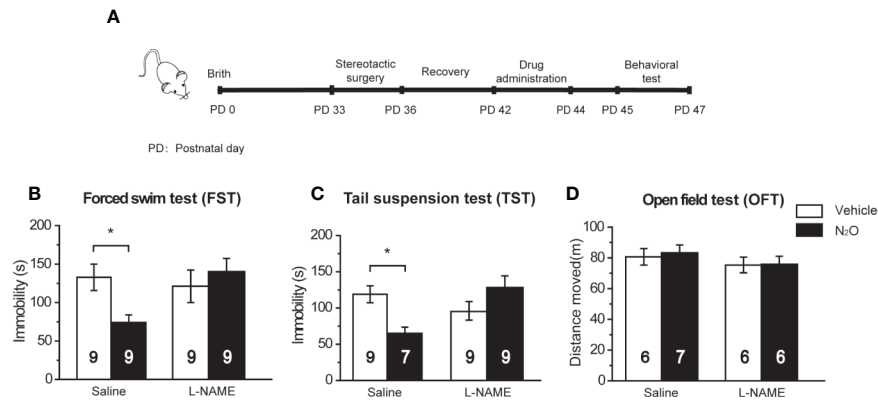 A
Brith
Stereotactic
surgery
Recovery
Drug
administration
Behavioral
test
PD 0
PD 33
PD 36
PD 42
PD 44
PD 45
PD 47
PD: Postnatal day
B
Forced swim test (FST)
200
150
100
50
0
Immobility (s)
*
9
9
9
9
Saline
L-NAME
C
Tail suspension test (TST)
200
150
100
50
0
Immobility (s)
*
9
7
9
9
Saline
L-NAME
D
Open field test (OFT)
Vehicle
N₂O
100
80
60
40
20
0
Distance moved(m)
6
7
6
6
Saline
L-NAME